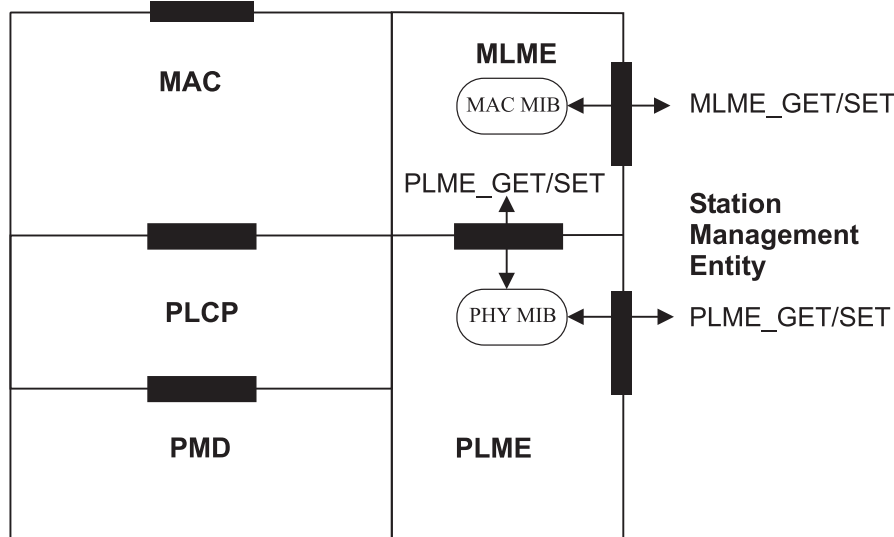 MLME
MAC
MAC MIB
MLME_GET/SET
PLME_GET/SET
Station
Management
Entity
PLCP
PHY MIB
PLME_GET/SET
PMD
PLME